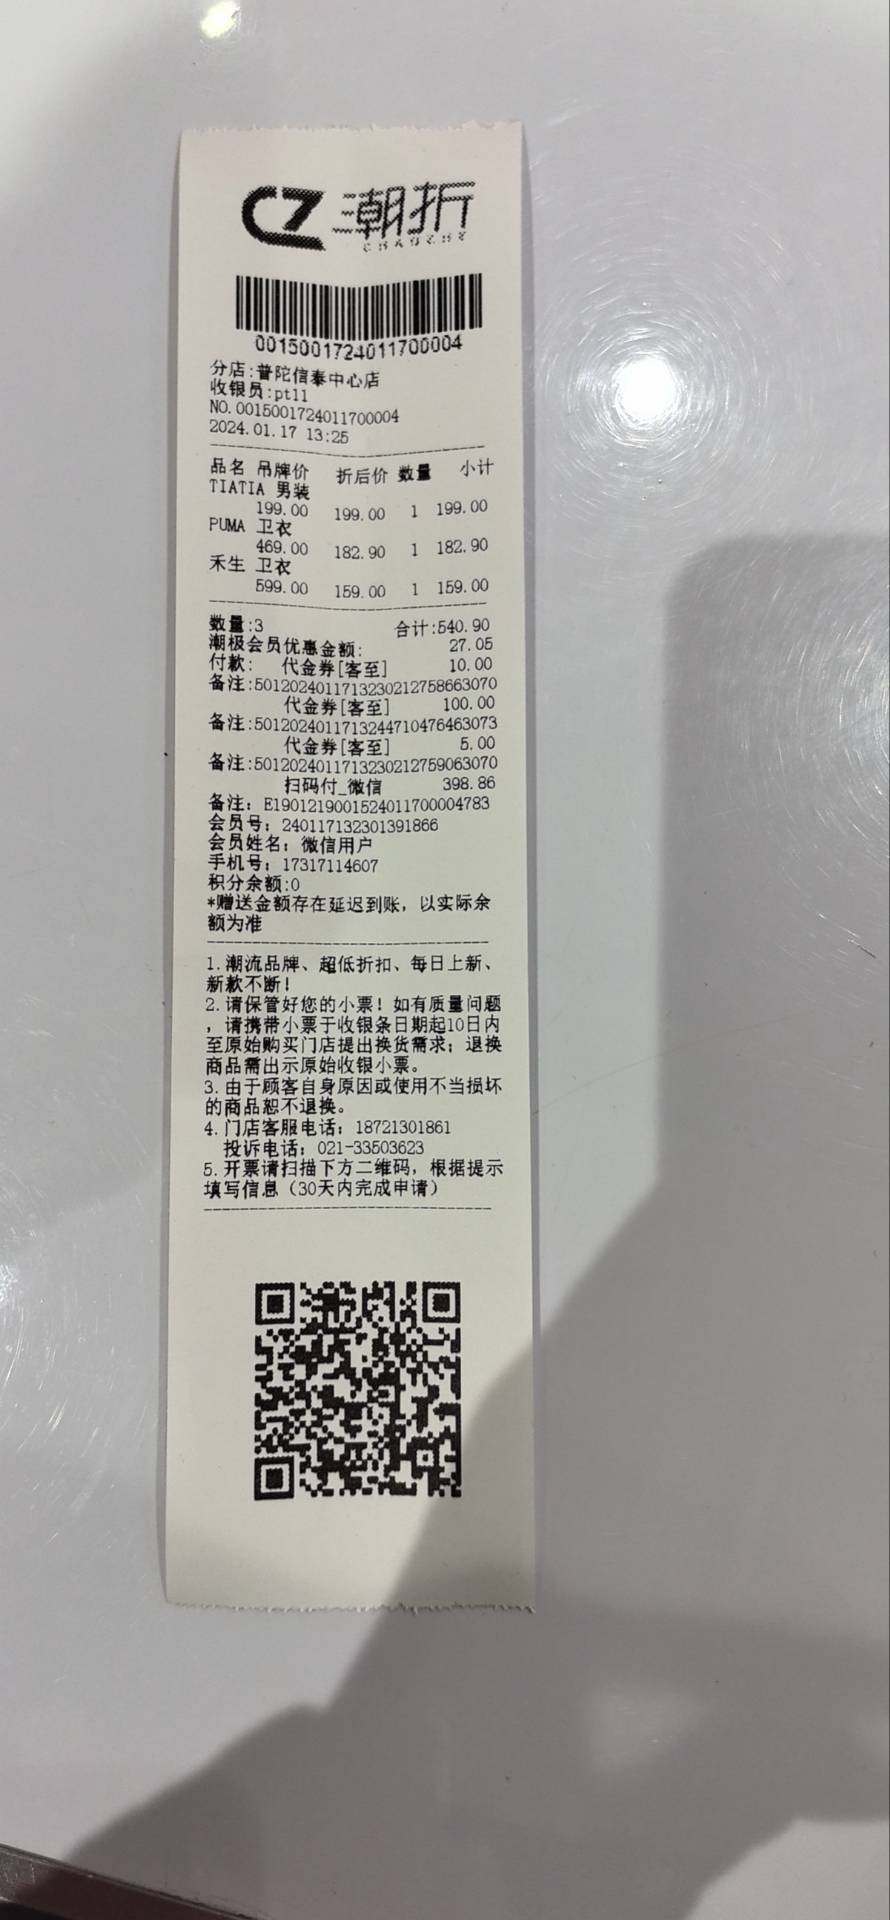 CZ 潮折
CHAOZHE
0015001724011700004
分店:普陀信泰中心店
收银员:pt11
NO.0015001724011700004
2024.01.17 13:25
品名 吊牌价 折后价 数量 小计
TIATIA 男装
199.00 199.00 1 199.00
PUMA 卫衣
469.00 182.90 1 182.90
禾生 卫衣
599.00 159.00 1 159.00
数量:3 合计:540.90
潮极会员优惠金额: 27.05
付款: 代金券[客至] 10.00
备注:5012024011713230212758663070
代金券[客至] 100.00
备注:5012024011713244710476463073
代金券[客至] 5.00
备注:5012024011713230212759063070
扫码付_微信 398.86
备注: E19012190015240117000047​83
会员号: 240117132301391866
会员姓名: 微信用户
手机号: 17317114607
积分余额:0
*赠送金额存在延迟到账, 以实际余
额为准
1.潮流品牌、超低折扣、每日上新、
新款不断!
2.请保管好您的小票! 如有质量问题
, 请携带小票于收银条日期起10日内
至原始购买门店提出换货需求; 退换
商品需出示原始收银小票。
3.由于顾客自身原因或使用不当损坏
的商品恕不退换。
4.门店客服电话: 18721301861
投诉电话: 021-33503623
5.开票请扫描下方二维码, 根据提示
填写信息 (30天内完成申请)